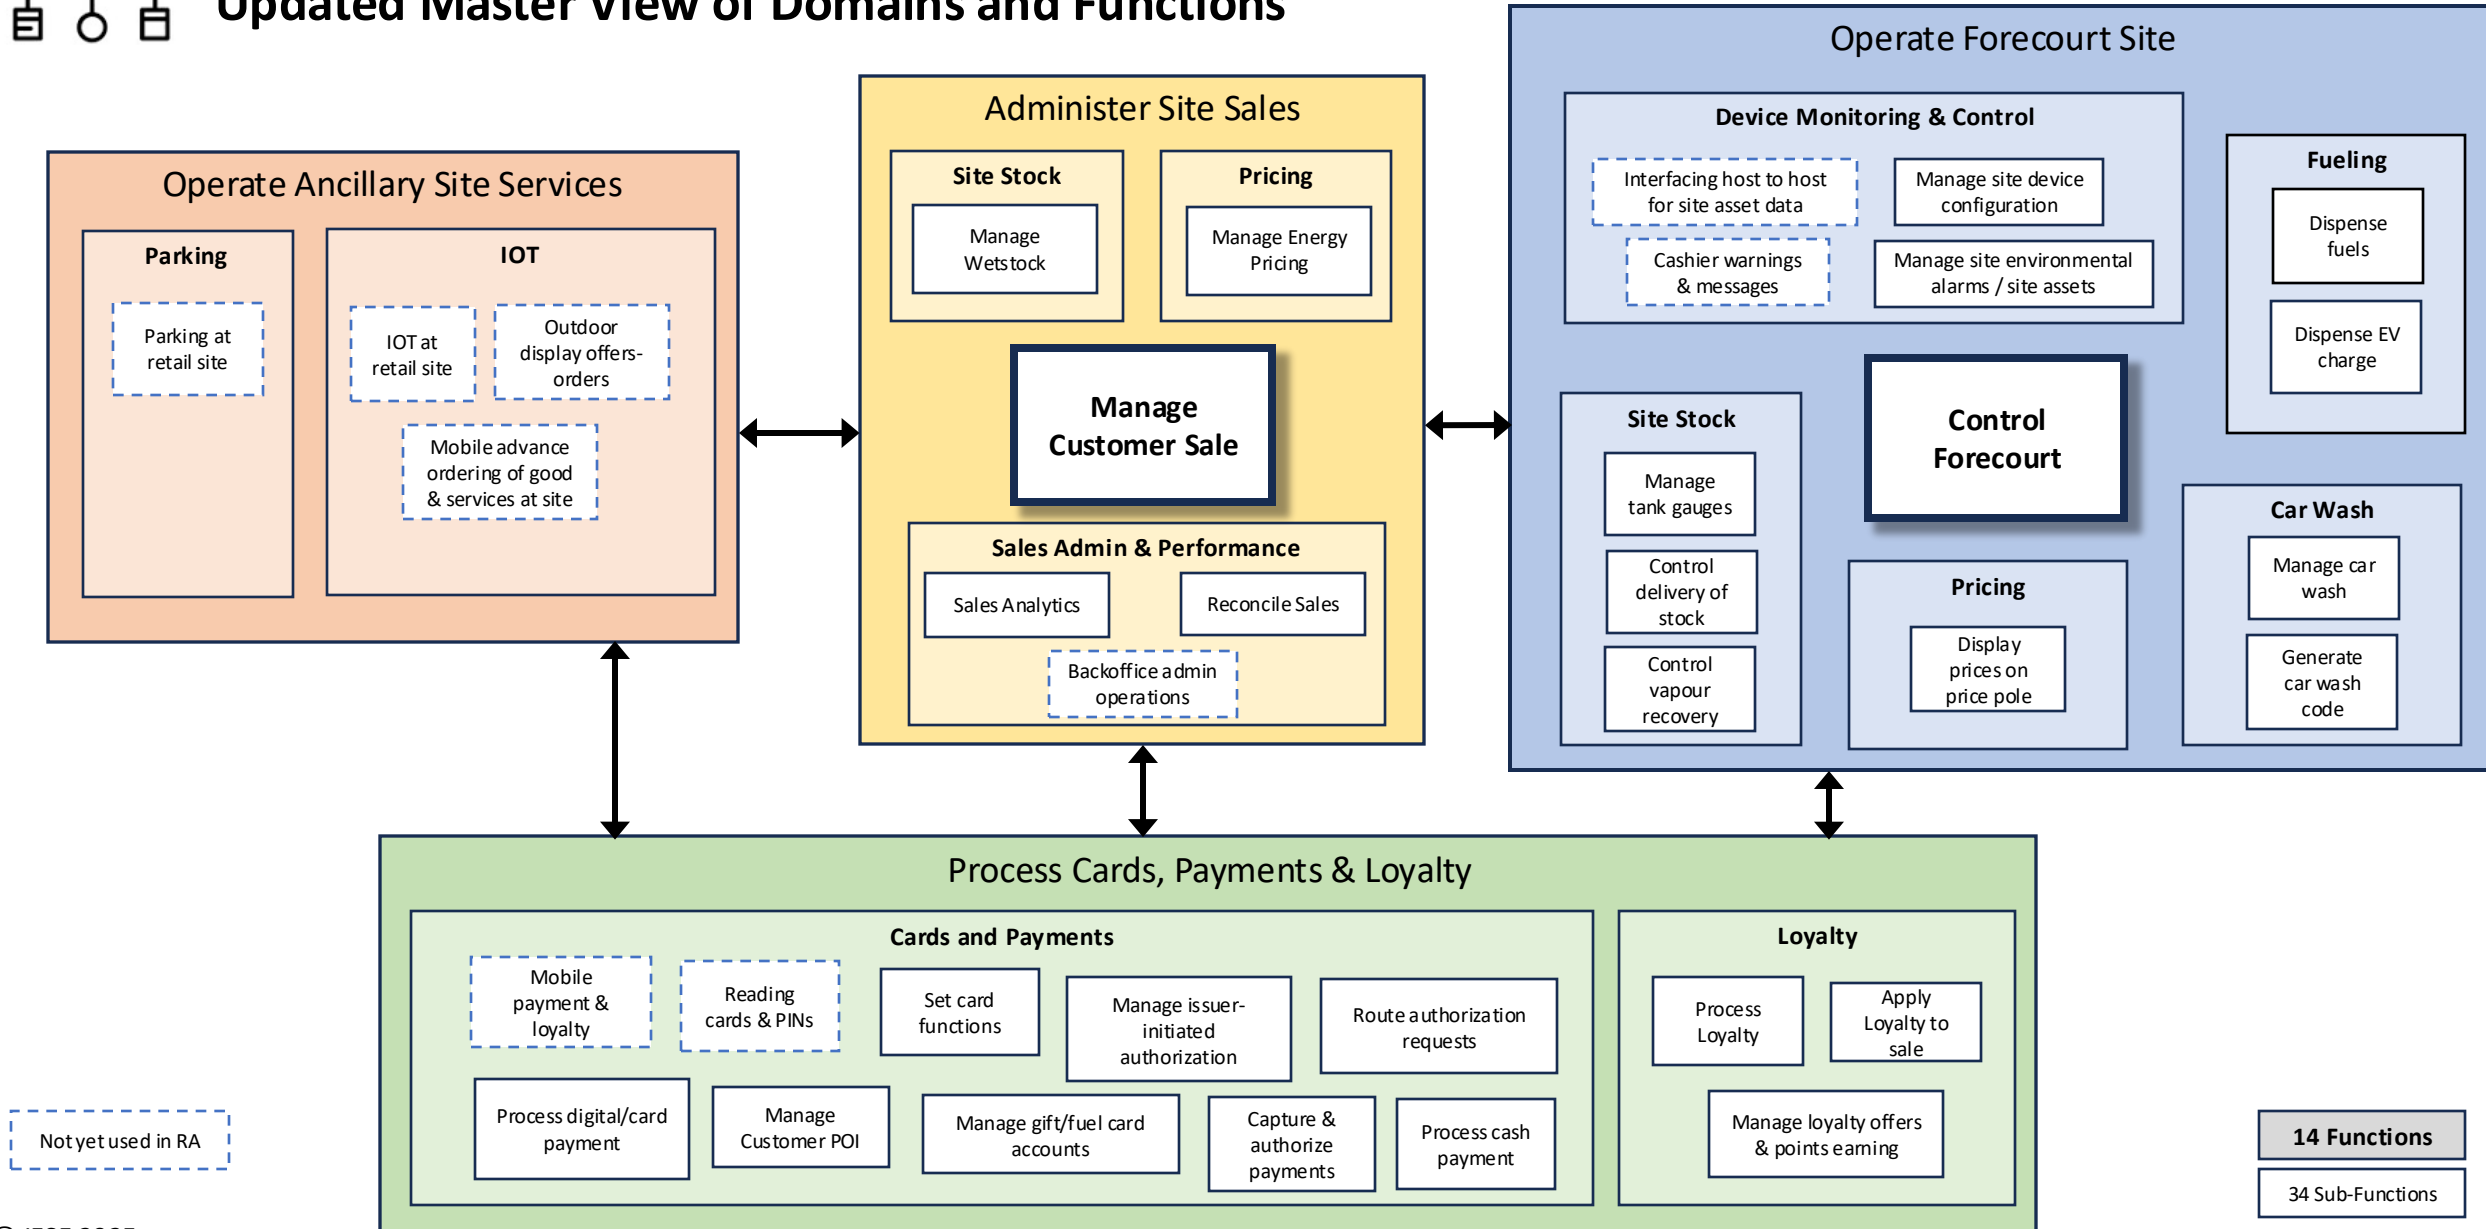 Updated Master View of Domains and Functions
Operate Ancillary Site Services
Parking
Parking at
retail site
IOT
IOT at
retail site
Outdoor
display offers-
orders
Mobile advance
ordering of good
& services at site
Administer Site Sales
Site Stock
Manage
Wetstock
Pricing
Manage Energy
Pricing
Manage
Customer Sale
Sales Admin & Performance
Sales Analytics
Reconcile Sales
Backoffice admin
operations
Operate Forecourt Site
Device Monitoring & Control
Interfacing host to host
for site asset data
Manage site device
configuration
Cashier warnings
& messages
Manage site environmental
alarms / site assets
Fueling
Dispense
fuels
Dispense EV
charge
Site Stock
Manage
tank gauges
Control
delivery of
stock
Control
vapour
recovery
Control
Forecourt
Pricing
Display
prices on
price pole
Car Wash
Manage car
wash
Generate
car wash
code
Process Cards, Payments & Loyalty
Cards and Payments
Mobile
payment &
loyalty
Reading
cards & PINs
Set card
functions
Manage issuer-
initiated
authorization
Route authorization
requests
Process digital/card
payment
Manage
Customer POI
Manage gift/fuel card
accounts
Capture &
authorize
payments
Process cash
payment
Loyalty
Process
Loyalty
Apply
Loyalty to
sale
Manage loyalty offers
& points earning
Not yet used in RA
14 Functions
34 Sub-Functions